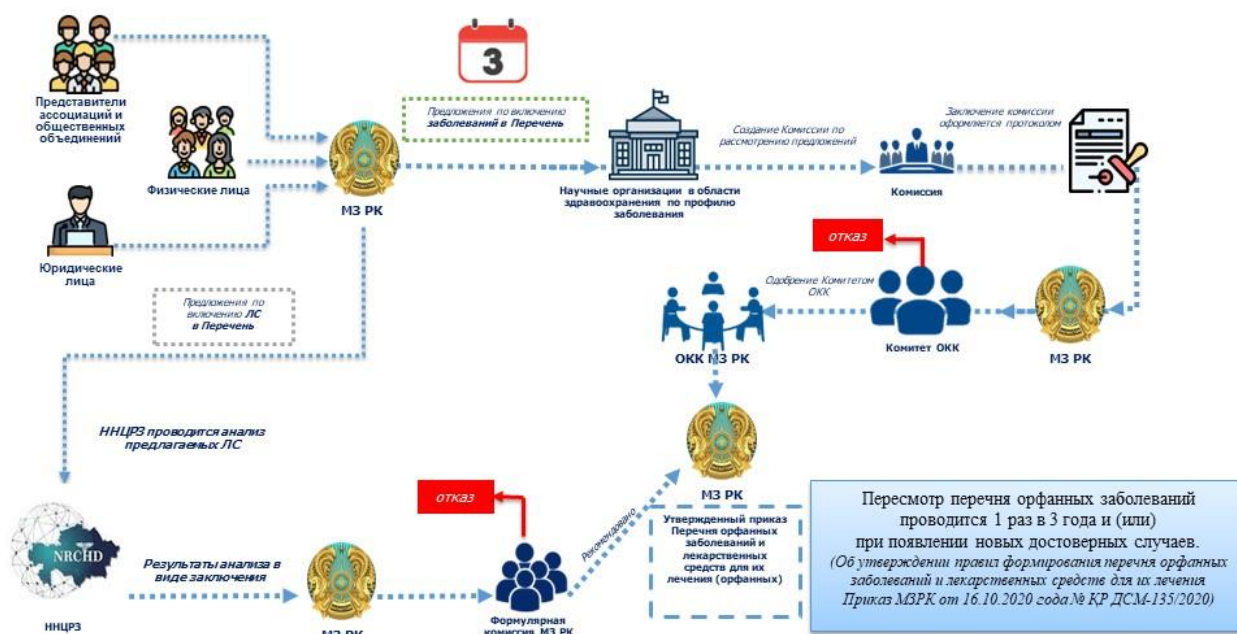 3
Представители
ассоциаций и
общественных
объединений
Физические лица
Юридические
лица
МЗ РК
Предложения по включению
заболеваний в Перечень
Научные организации в области
здравоохранения по профилю
заболевания
Создание Комиссии по
рассмотрению предложений
Комиссия
Заключение комиссии
оформляется протоколом
отказ
Одобрение Комитетом
ОКК
Комитет ОКК
МЗ РК
ОКК МЗ РК
Предложения по
включению ЛС
в Перечень
ННЦРЗ проводится анализ
предлагаемых ЛС
NRCHD
ННЦРЗ
Результаты анализа в
виде заключения
МЗ РК
отказ
Формулярная
комиссия МЗ РК
Рекомендовано
МЗ РК
Утвержденный приказ
Перечня орфанных
заболеваний и
лекарственных
средств для их
лечения (орфанных)
Пересмотр перечня орфанных заболеваний
проводится 1 раз в 3 года и (или)
при появлении новых достоверных случаев.
(Об утверждении правил формирования перечня орфанных
заболеваний и лекарственных средств для их лечения
Приказ МЗРК от 16.10.2020 года № ҚР ДСМ-135/2020)